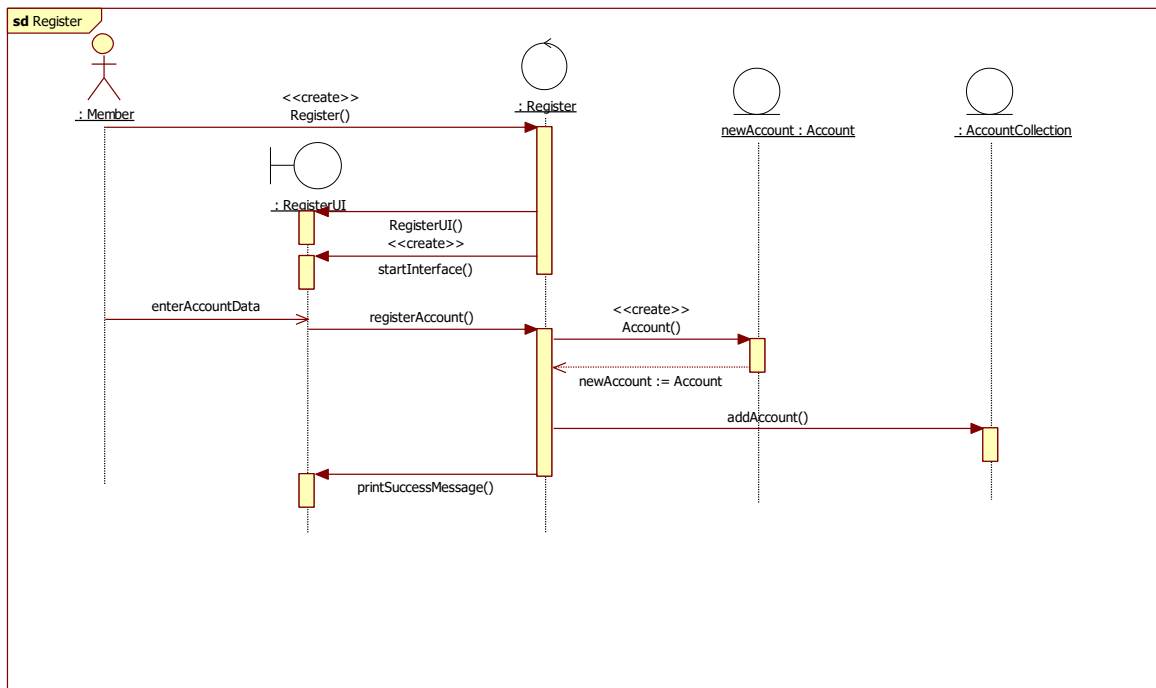 sd Register
: Member
<<create>>
Register()
: Register
newAccount : Account
: AccountCollection
: RegisterUI
RegisterUI()
<<create>>
startInterface()
enterAccountData
registerAccount()
<<create>>
Account()
newAccount := Account
addAccount()
printSuccessMessage()